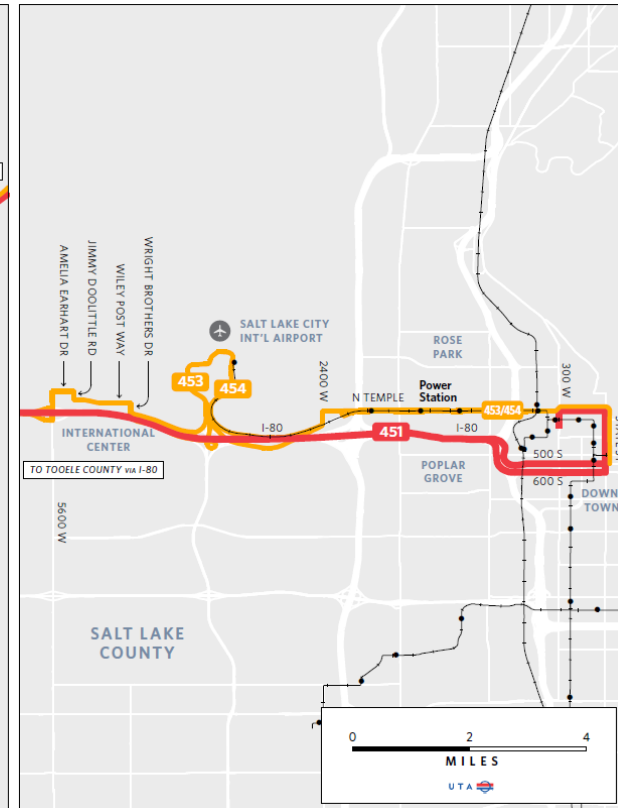 AMELIA EARHART DR
JIMMY DOOLITTLE RD
WILEY POST WAY
WRIGHT BROTHERS DR
SALT LAKE CITY
INT'L AIRPORT
453
454
2400 W
ROSE
PARK
N TEMPLE
Power
Station
300 W
453/454
INTERNATIONAL
CENTER
I-80
451
I-80
TO TOOELE COUNTY VIA I-80
POPLAR
GROVE
500 S
600 S
DOWN
TOWN
5600 W
SALT LAKE
COUNTY
0 2 4
MILES
UTA